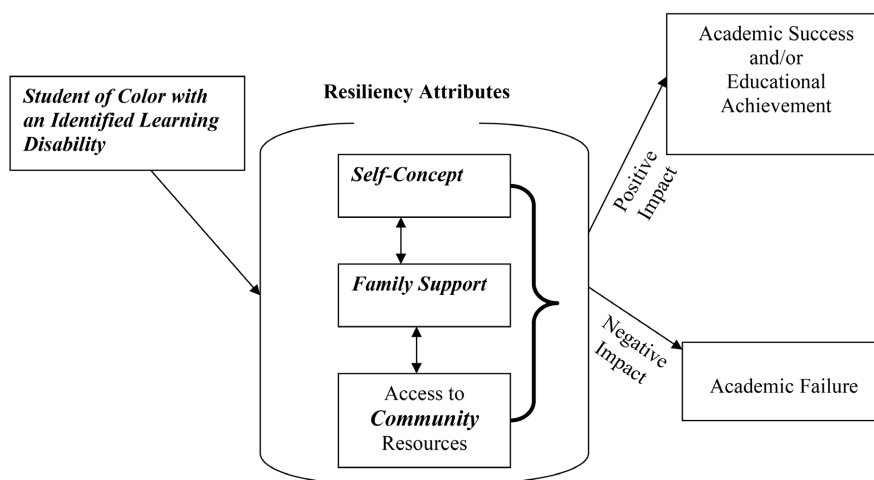 Student of Color with
an Identified Learning
Disability
Resiliency Attributes
Self-Concept
Family Support
Access to
Community
Resources
Positive
Impact
Negative
Impact
Academic Success
and/or
Educational
Achievement
Academic Failure